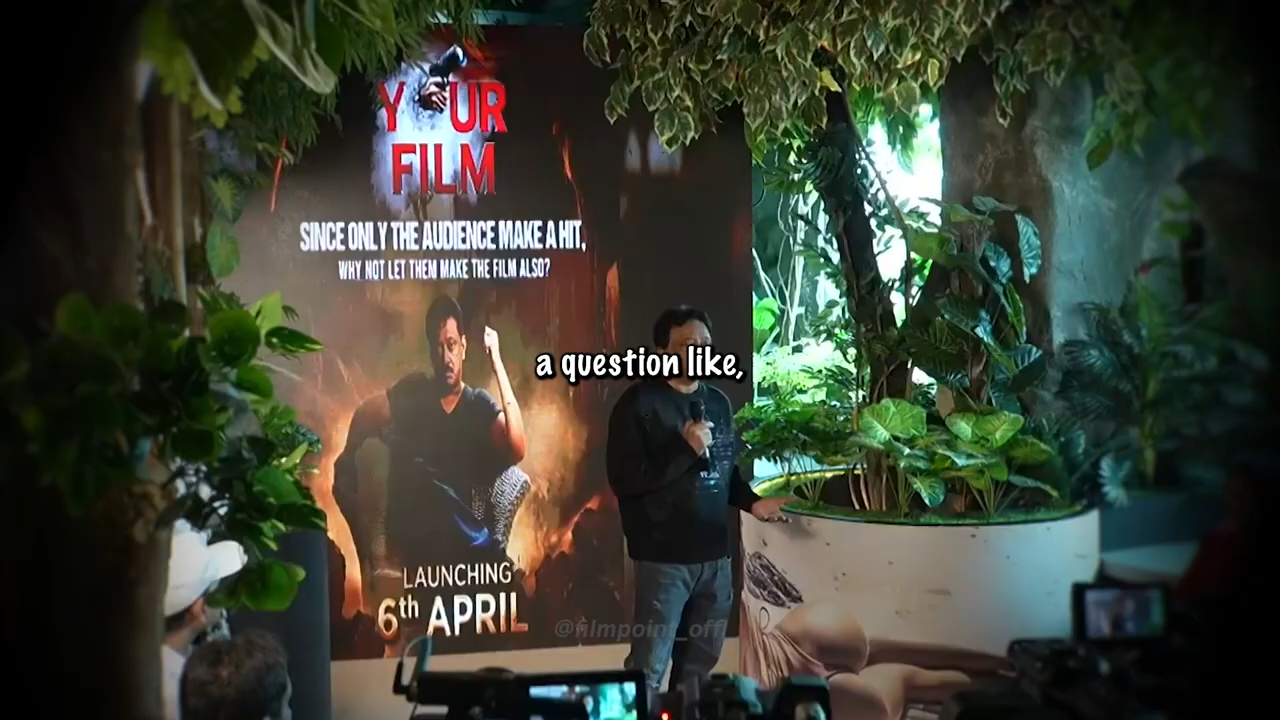 Y UR
FILM
SINCE ONLY THE AUDIENCE MAKE A HIT,
WHY NOT LET THEM MAKE THE FILM ALSO?
a question like,
LAUNCHING
6th APRIL
@filmpoint_offl